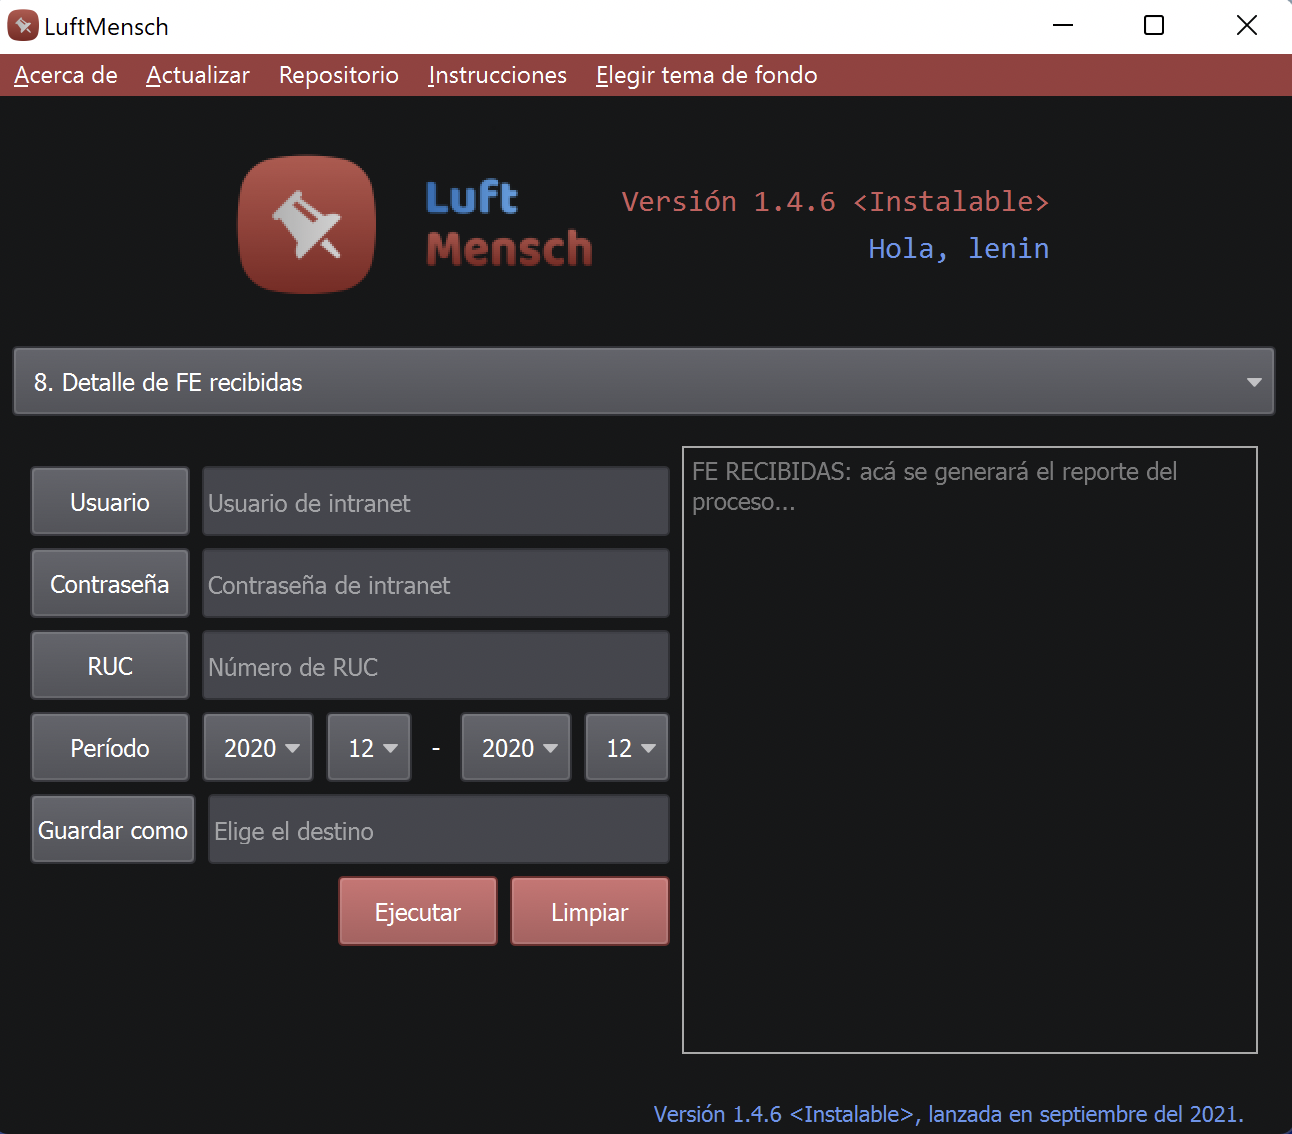 LuftMensch
Acerca de Actualizar Repositorio Instrucciones Elegir tema de fondo
Luft
Mensch
Versión 1.4.6 <Instalable>
Hola, lenin
8. Detalle de FE recibidas
Usuario Usuario de intranet
Contraseña Contraseña de intranet
RUC Número de RUC
Período 2020 12 - 2020 12
Guardar como Elige el destino
Ejecutar Limpiar
FE RECIBIDAS: acá se generará el reporte del
proceso...
Versión 1.4.6 <Instalable>, lanzada en septiembre del 2021.